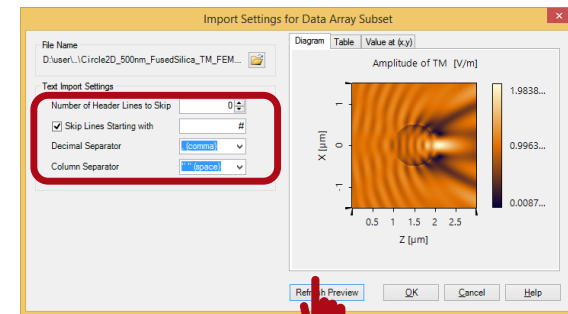 Import Settings for Data Array Subset
File Name
D:\user\..\Circle2D_500nm_FusedSilica_TM_FEM...
Text Import Settings
Number of Header Lines to Skip 0
Skip Lines Starting with #
Decimal Separator , (comma)
Column Separator " " (space)
Diagram Table Value at (x,y)
Amplitude of TM [V/m]
1.9838...
0.9963...
0.0087...
X [µm]
1
0
-1
0.5 1 1.5 2 2.5
Z [µm]
Refresh Preview OK Cancel Help